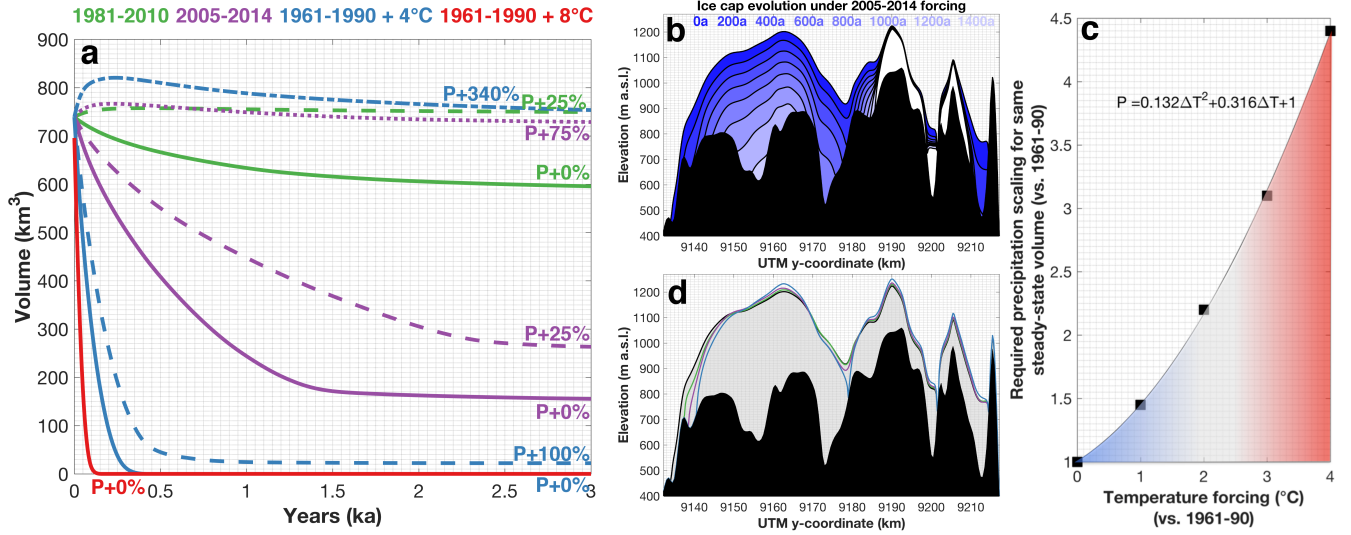 1981-2010 2005-2014 1961-1990 + 4°C 1961-1990 + 8°C
a
900
800
700
600
500
400
300
200
100
0
Volume (km³)
P+340%
P+25%
P+75%
P+0%
P+25%
P+0%
P+100%
P+0%
P+0%
0 0.5 1 1.5 2 2.5 3
Years (ka)
Ice cap evolution under 2005-2014 forcing
b
0a 200a 400a 600a 800a 1000a 1200a 1400a
1200
1100
1000
900
800
700
600
500
400
Elevation (m a.s.l.)
9140 9150 9160 9170 9180 9190 9200 9210
UTM y-coordinate (km)
d
1200
1100
1000
900
800
700
600
500
400
Elevation (m a.s.l.)
9140 9150 9160 9170 9180 9190 9200 9210
UTM y-coordinate (km)
c
4.5
4
3.5
3
2.5
2
1.5
1
Required precipitation scaling for same
steady-state volume (vs. 1961-90)
P =0.132ΔT²+0.316ΔT+1
0 1 2 3 4
Temperature forcing (°C)
(vs. 1961-90)